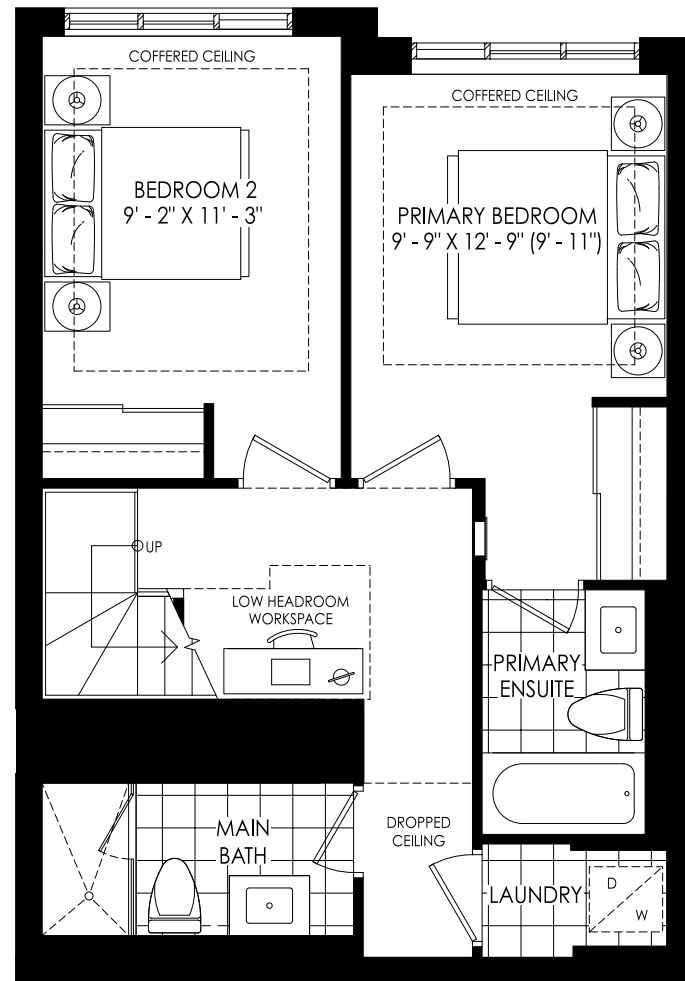 COFFERED CEILING
BEDROOM 2
9' - 2" X 11' - 3"
COFFERED CEILING
PRIMARY BEDROOM
9' - 9" X 12' - 9" (9' - 11")
UP
LOW HEADROOM
WORKSPACE
PRIMARY
ENSUITE
MAIN
BATH
DROPPED
CEILING
LAUNDRY
D
W